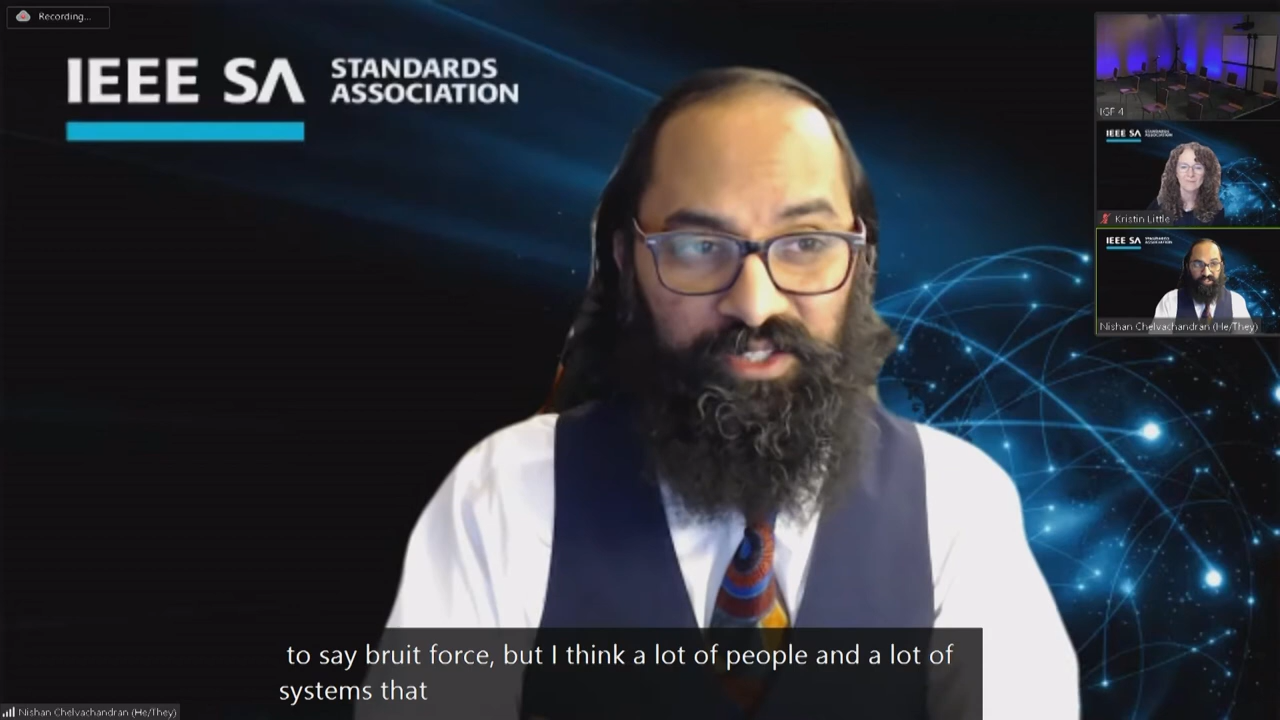 Recording...
IEEE SA STANDARDS
ASSOCIATION
IGF 4
IEEE SA STANDARDS
ASSOCIATION
Kristin Little
IEEE SA STANDARDS
ASSOCIATION
Nishan Chelvachandran (He/They)
to say bruit force, but I think a lot of people and a lot of
systems that
Nishan Chelvachandran (He/They)